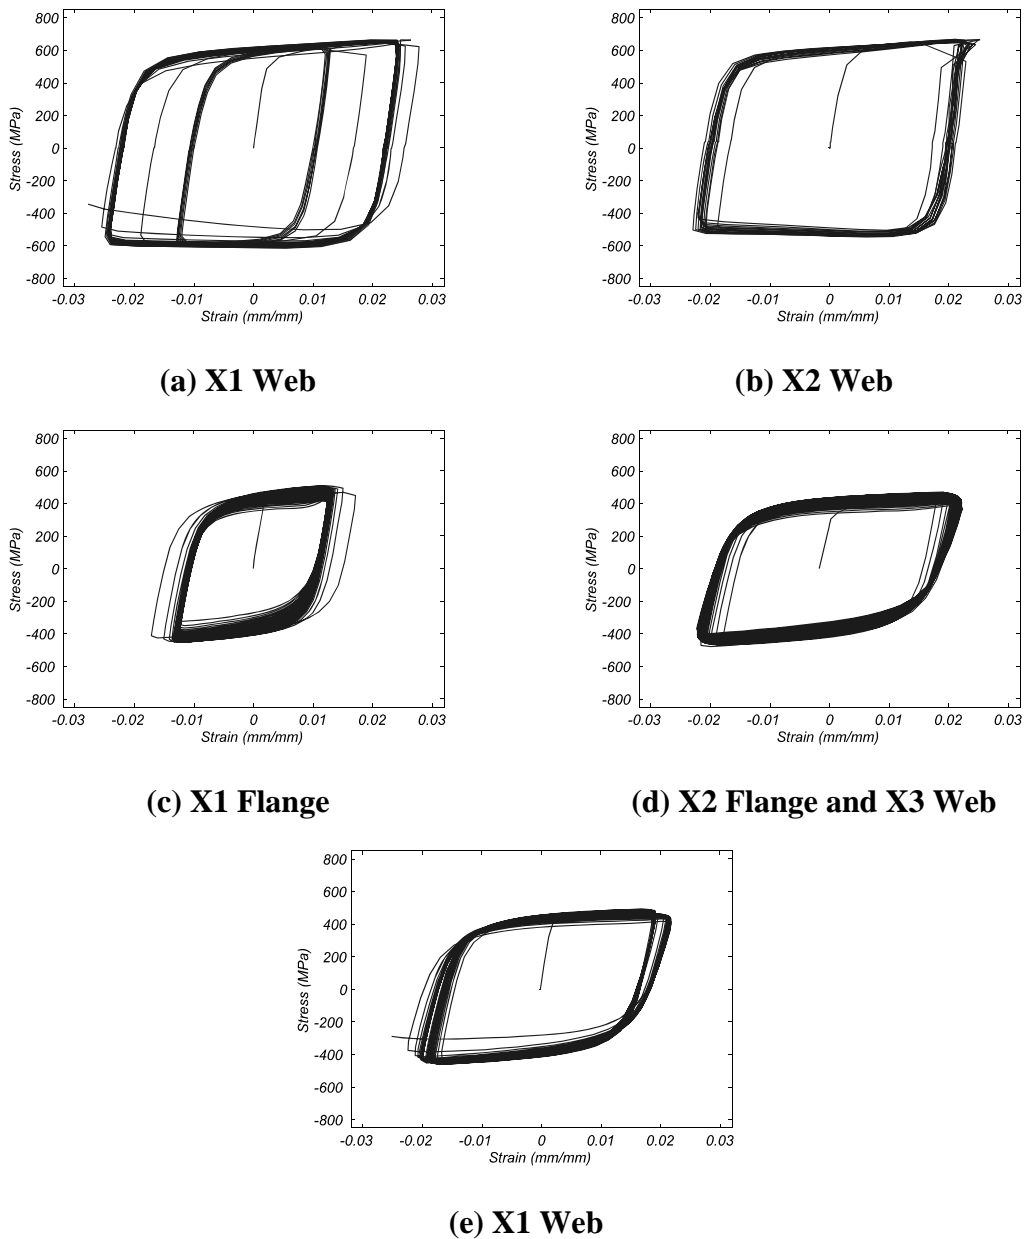 800
600
400
200
0
-200
-400
-600
-800
Stress (MPa)
-0.03 -0.02 -0.01 0 0.01 0.02 0.03
Strain (mm/mm)
(a) X1 Web
800
600
400
200
0
-200
-400
-600
-800
Stress (MPa)
-0.03 -0.02 -0.01 0 0.01 0.02 0.03
Strain (mm/mm)
(b) X2 Web
800
600
400
200
0
-200
-400
-600
-800
Stress (MPa)
-0.03 -0.02 -0.01 0 0.01 0.02 0.03
Strain (mm/mm)
(c) X1 Flange
800
600
400
200
0
-200
-400
-600
-800
Stress (MPa)
-0.03 -0.02 -0.01 0 0.01 0.02 0.03
Strain (mm/mm)
(d) X2 Flange and X3 Web
800
600
400
200
0
-200
-400
-600
-800
Stress (MPa)
-0.03 -0.02 -0.01 0 0.01 0.02 0.03
Strain (mm/mm)
(e) X1 Web